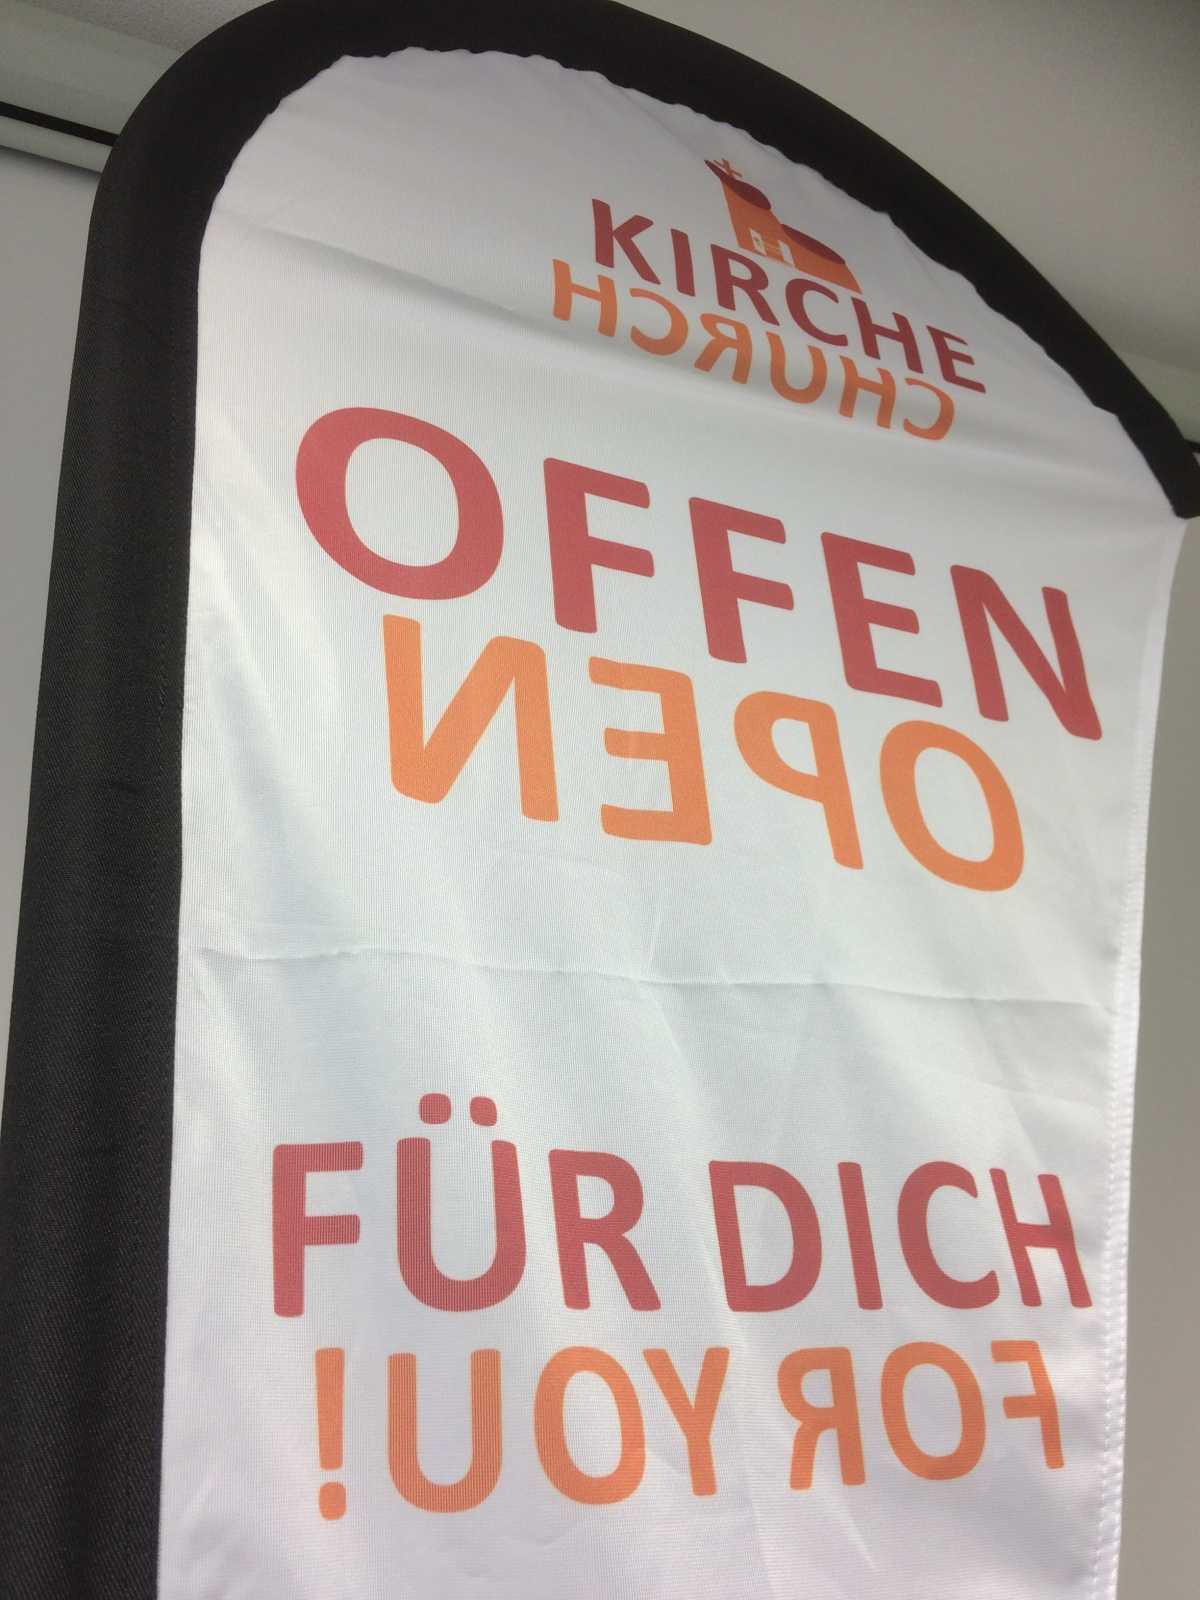 KIRCHE
CHURCH
OFFEN
OPEN
FÜR DICH
FOR YOU!